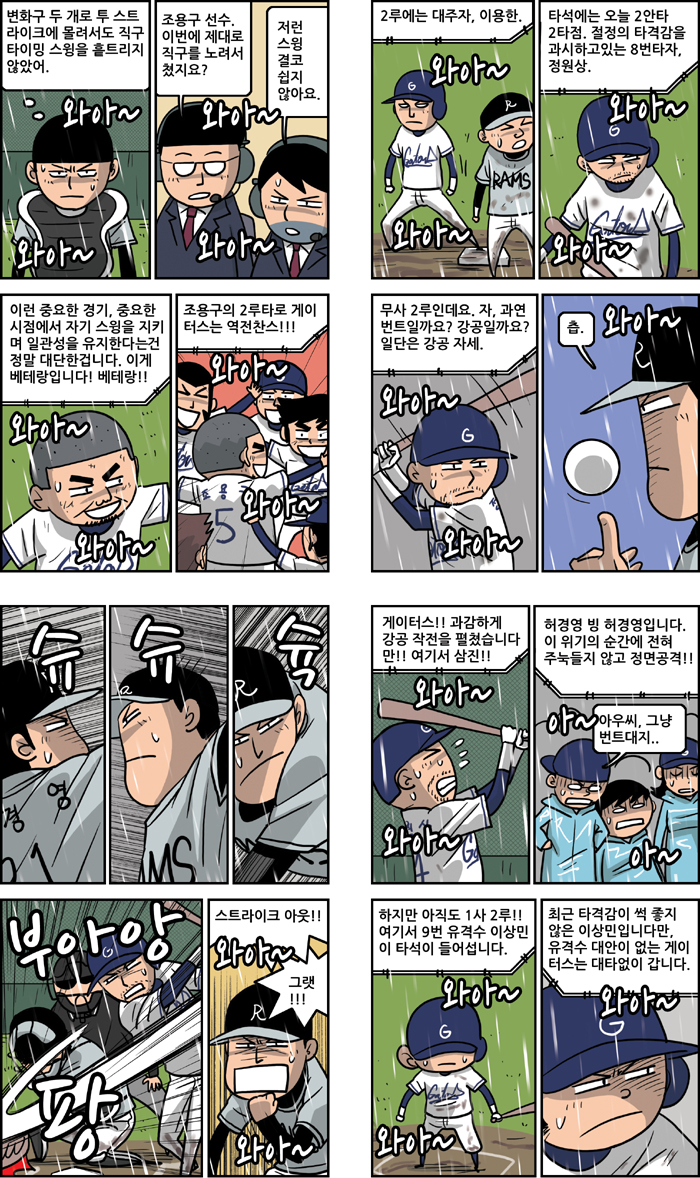 변화구 두 개로 투 스트
라이크에 몰려서도 직구
타이밍 스윙을 흩트리지
않았어.
와아~
와아~
조용구 선수.
이번에 제대로
직구를 노려서
쳤지요?
저런
스윙
결코
쉽지
않아요.
와아~
와아~
이런 중요한 경기, 중요한
시점에서 자기 스윙을 지키
며 일관성을 유지한다는건
정말 대단한겁니다. 이게
베테랑입니다! 베테랑!!
와아~
와아~
조용구의 2루타로 게이
터스는 역전찬스!!!
와아~
와아~
조용
5
2루에는 대주자, 이용한.
와아~
G
R
Gators
RAMS
와아~
타석에는 오늘 2안타
2타점. 절정의 타격감을
과시하고있는 8번타자,
정원상.
와아~
G
Gators
와아~
무사 2루인데요. 자, 과연
번트일까요? 강공일까요?
일단은 강공 자세.
와아~
G
와아~
츱.
와아~
R
슈
경 영
슈
RAMS
슉
R
부아앙
G
팡
스트라이크 아웃!!
와아~
그랫
!!!
R
와아~
게이터스!! 과감하게
강공 작전을 펼쳤습니다
만!! 여기서 삼진!!
와아~
와아~
허경영 빙 허경영입니다.
이 위기의 순간에 전혀
주눅들지 않고 정면공격!!
아~
아우씨, 그냥
번트대지..
아~
하지만 아직도 1사 2루!!
여기서 9번 유격수 이상민
이 타석이 들어섭니다.
와아~
G
Gators
와아~
최근 타격감이 썩 좋지
않은 이상민입니다만,
유격수 대안이 없는 게이
터스는 대타없이 갑니다.
와아~
G